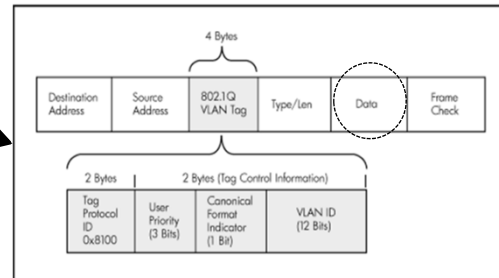 4 Bytes
Destination
Address
Source
Address
802.1Q
VLAN Tag
Type/Len
Data
Frame
Check
2 Bytes
2 Bytes (Tag Control Information)
Tag
Protocol
ID
0x8100
User
Priority
(3 Bits)
Canonical
Format
Indicator
(1 Bit)
VLAN ID
(12 Bits)